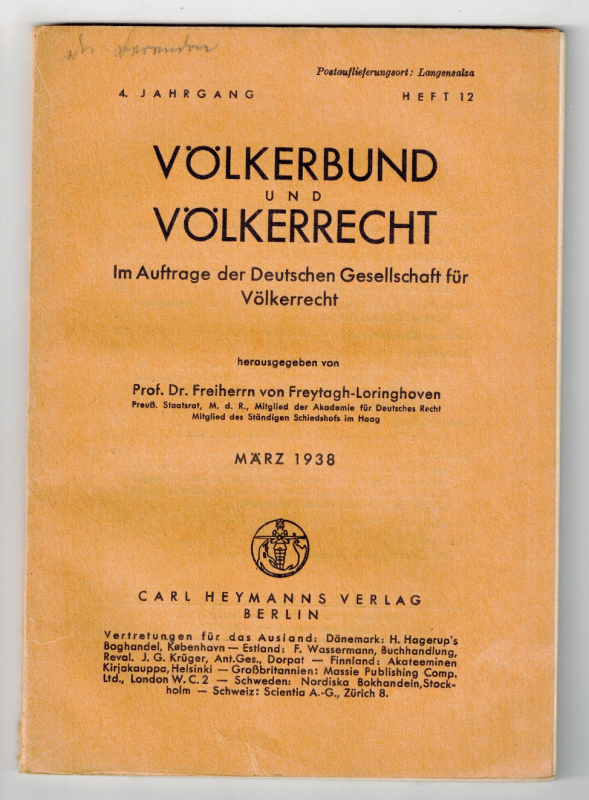 Postauflieferungsort: Langensalza
4. JAHRGANG HEFT 12
VÖLKERBUND
UND
VÖLKERRECHT
Im Auftrage der Deutschen Gesellschaft für
Völkerrecht
herausgegeben von
Prof. Dr. Freiherrn von Freytagh-Loringhoven
Preuß. Staatsrat, M. d. R., Mitglied der Akademie für Deutsches Recht
Mitglied des Ständigen Schiedshofs im Haag
MÄRZ 1938
CARL HEYMANNS VERLAG
BERLIN
Vertretungen für das Ausland: Dänemark: H. Hagerup's
Boghandel, København — Estland: F. Wassermann, Buchhandlung,
Reval. J. G. Krüger, Ant.Ges., Dorpat — Finnland: Akateeminen
Kirjakauppa, Helsinki — Großbritannien: Massie Publishing Comp.
Ltd., London W. C. 2 — Schweden: Nordiska Bokhandeln, Stock-
holm — Schweiz: Scientia A.-G., Zürich 8.